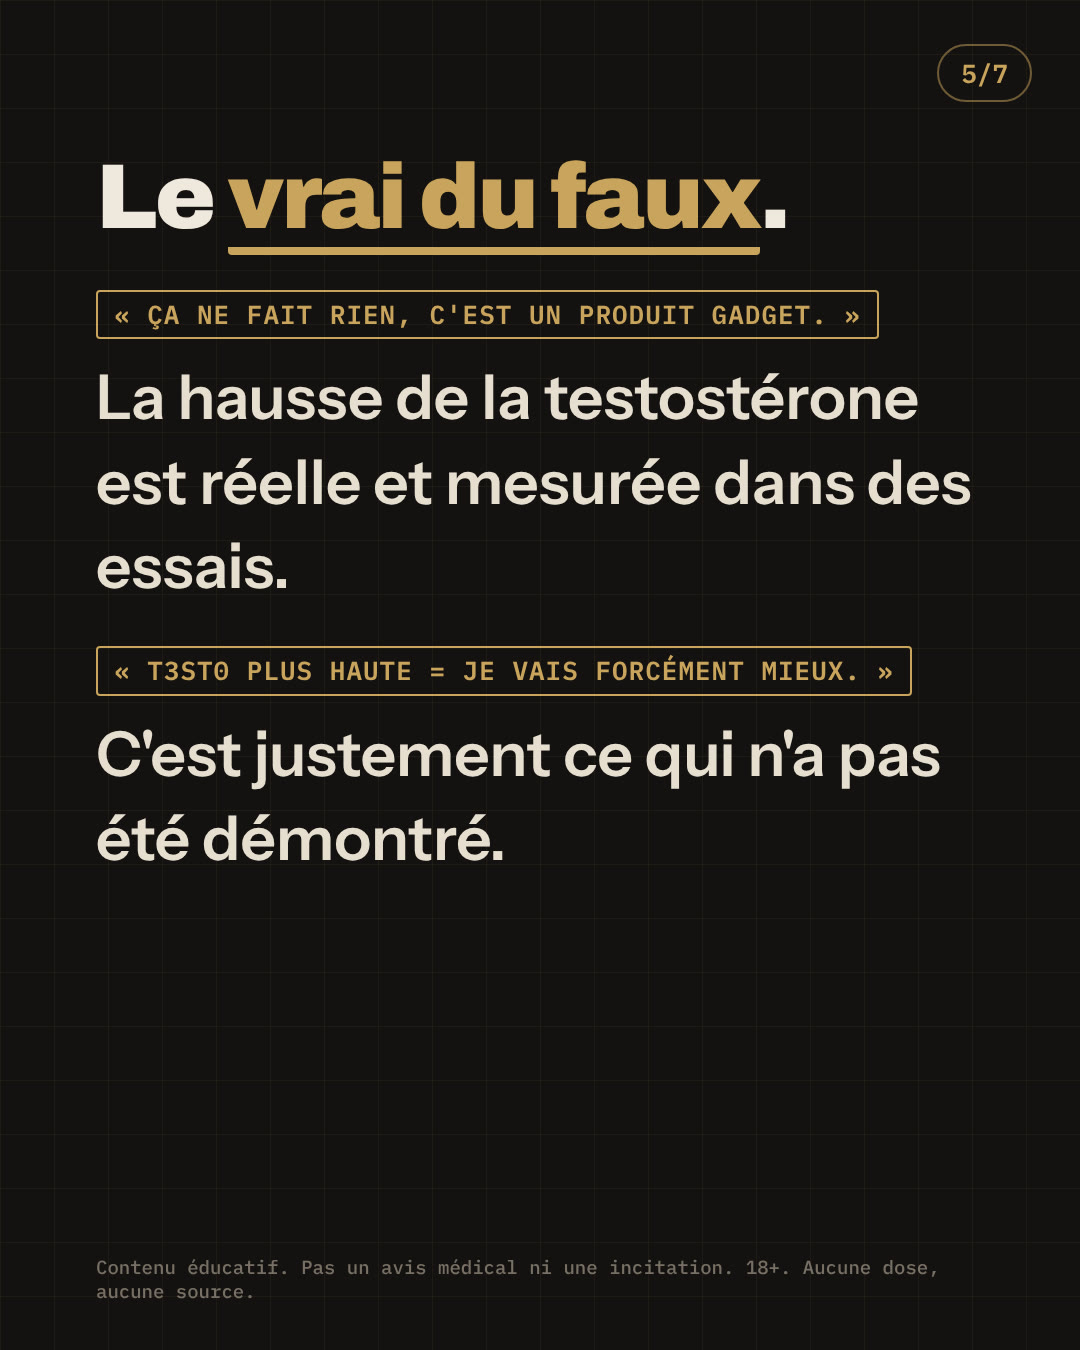 5/7
Le vrai du faux.
« ÇA NE FAIT RIEN, C'EST UN PRODUIT GADGET. »
La hausse de la testostérone
est réelle et mesurée dans des
essais.
« T3ST0 PLUS HAUTE = JE VAIS FORCÉMENT MIEUX. »
C'est justement ce qui n'a pas
été démontré.
Contenu éducatif. Pas un avis médical ni une incitation. 18+. Aucune dose,
aucune source.